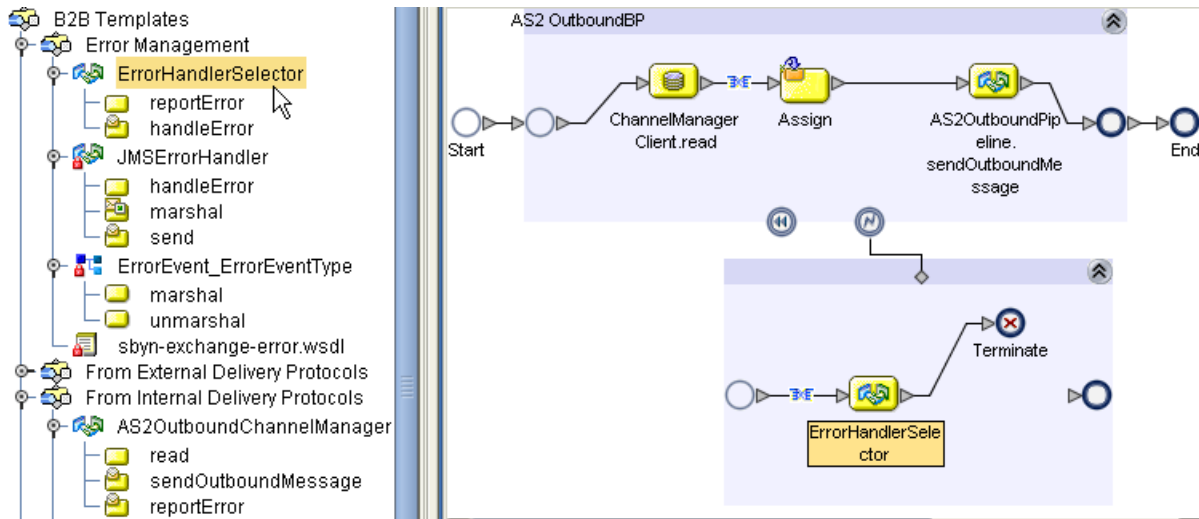 B2B Templates
Error Management
ErrorHandlerSelector
reportError
handleError
JMSErrorHandler
handleError
marshal
send
ErrorEvent_ErrorEventType
marshal
unmarshal
sbyn-exchange-error.wsdl
From External Delivery Protocols
From Internal Delivery Protocols
AS2OutboundChannelManager
read
sendOutboundMessage
reportError
AS2 OutboundBP
Start
ChannelManager
Client.read
Assign
AS2OutboundPip
eline.
sendOutboundMe
ssage
End
Terminate
ErrorHandlerSele
ctor